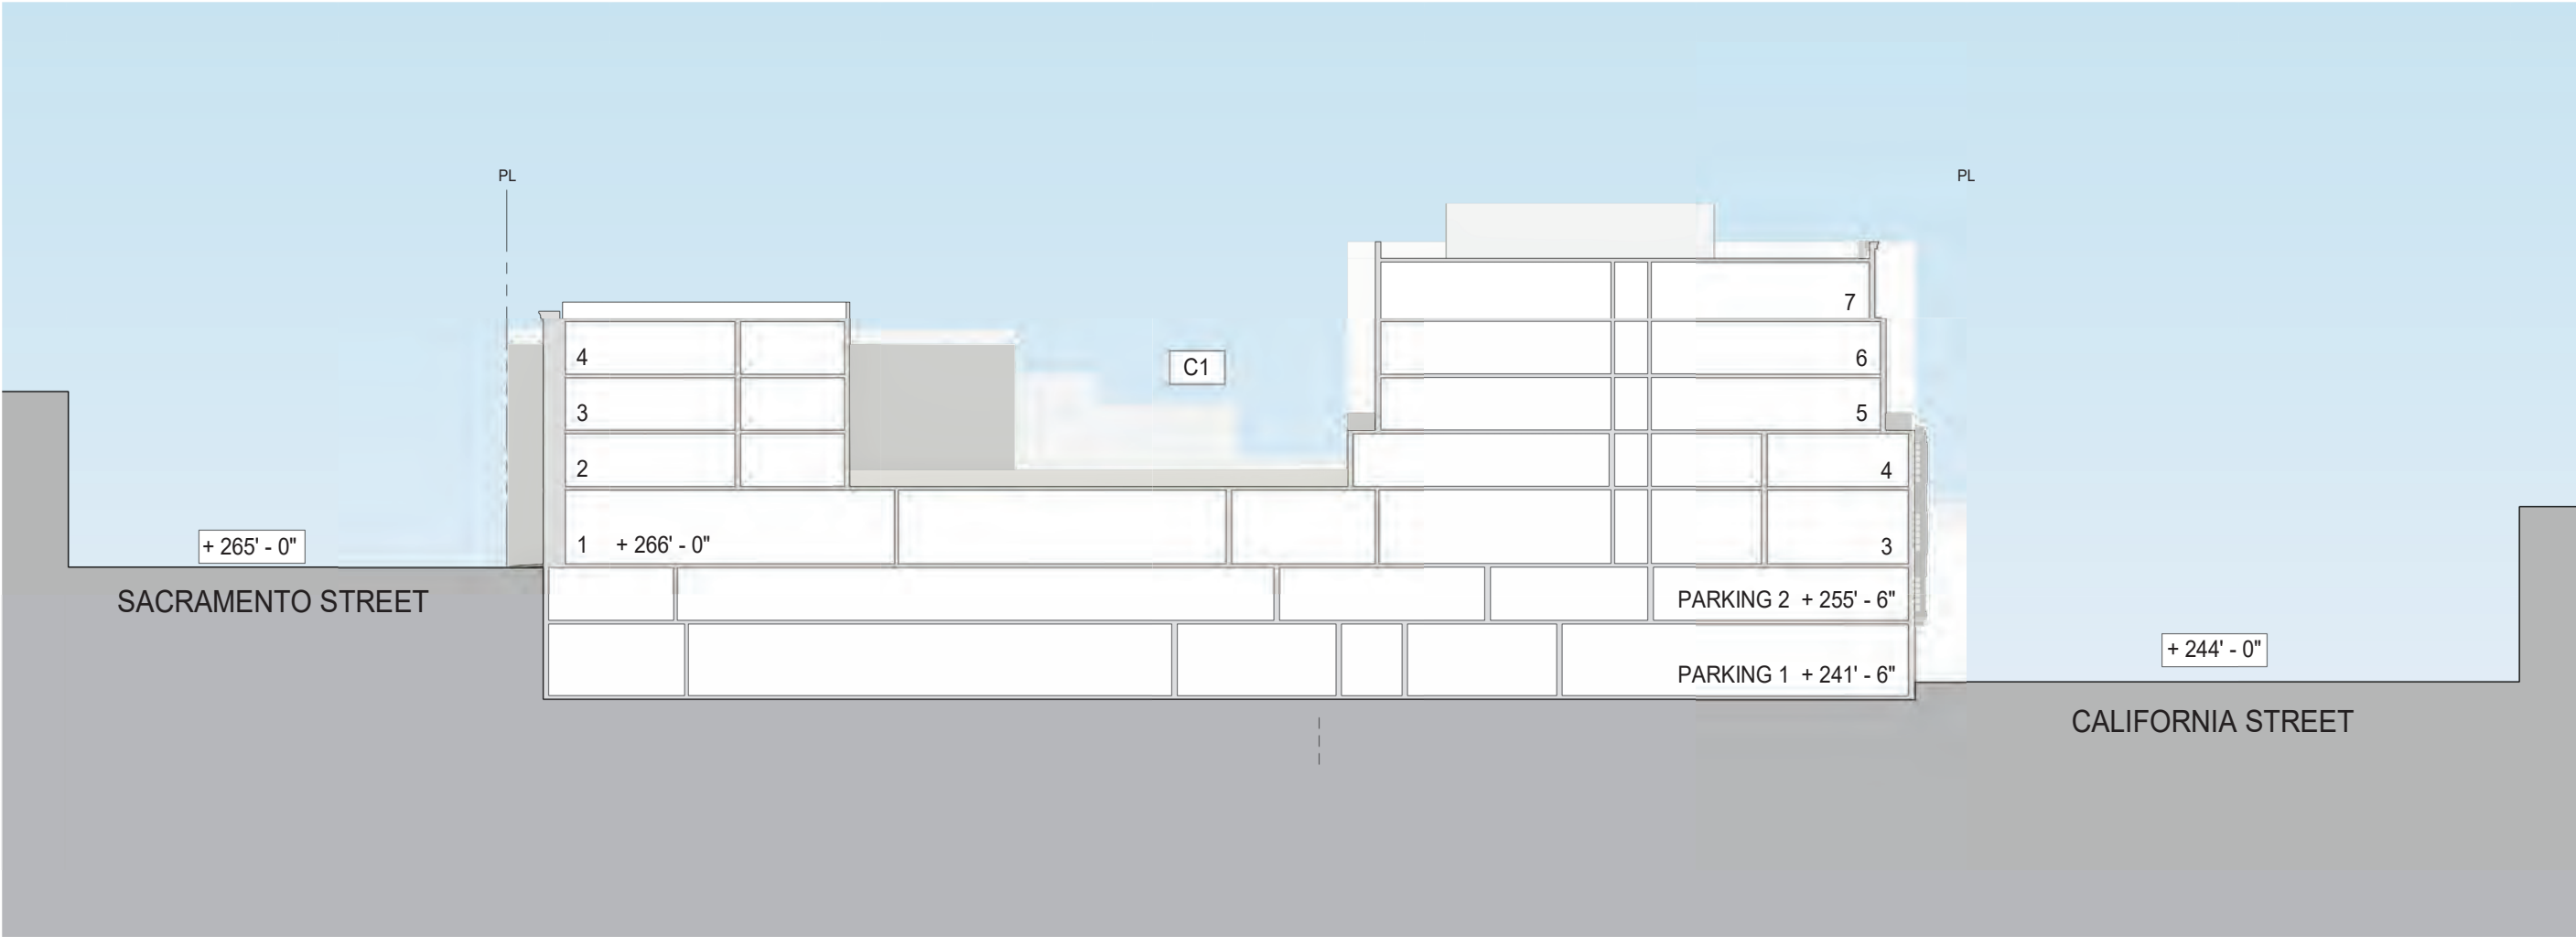 PL
PL
7
4
6
C1
3
5
2
4
+ 265' - 0"
1 + 266' - 0"
3
SACRAMENTO STREET
PARKING 2 + 255' - 6"
+ 244' - 0"
PARKING 1 + 241' - 6"
CALIFORNIA STREET